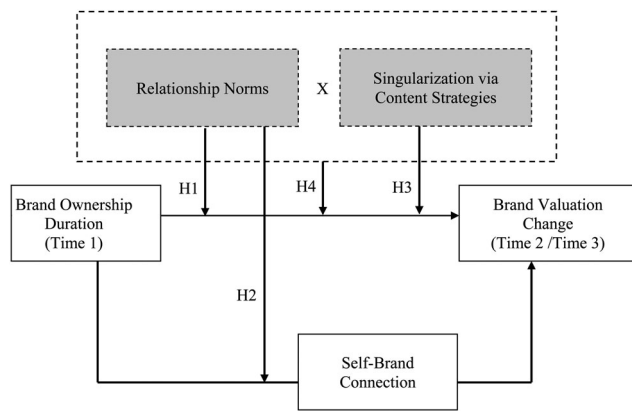 Relationship Norms
X
Singularization via
Content Strategies
H1
H4
H3
Brand Ownership
Duration
(Time 1)
Brand Valuation
Change
(Time 2 /Time 3)
H2
Self-Brand
Connection